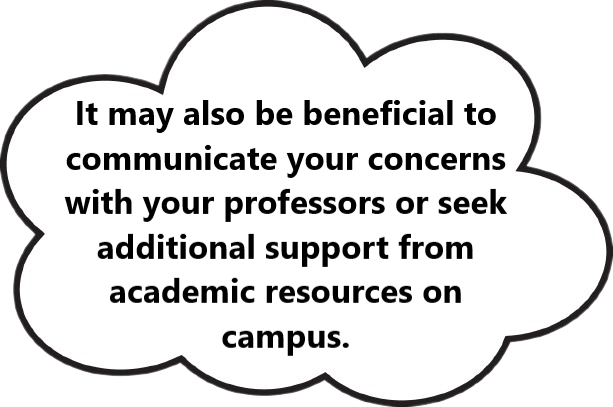 It may also be beneficial to
communicate your concerns
with your professors or seek
additional support from
academic resources on
campus.